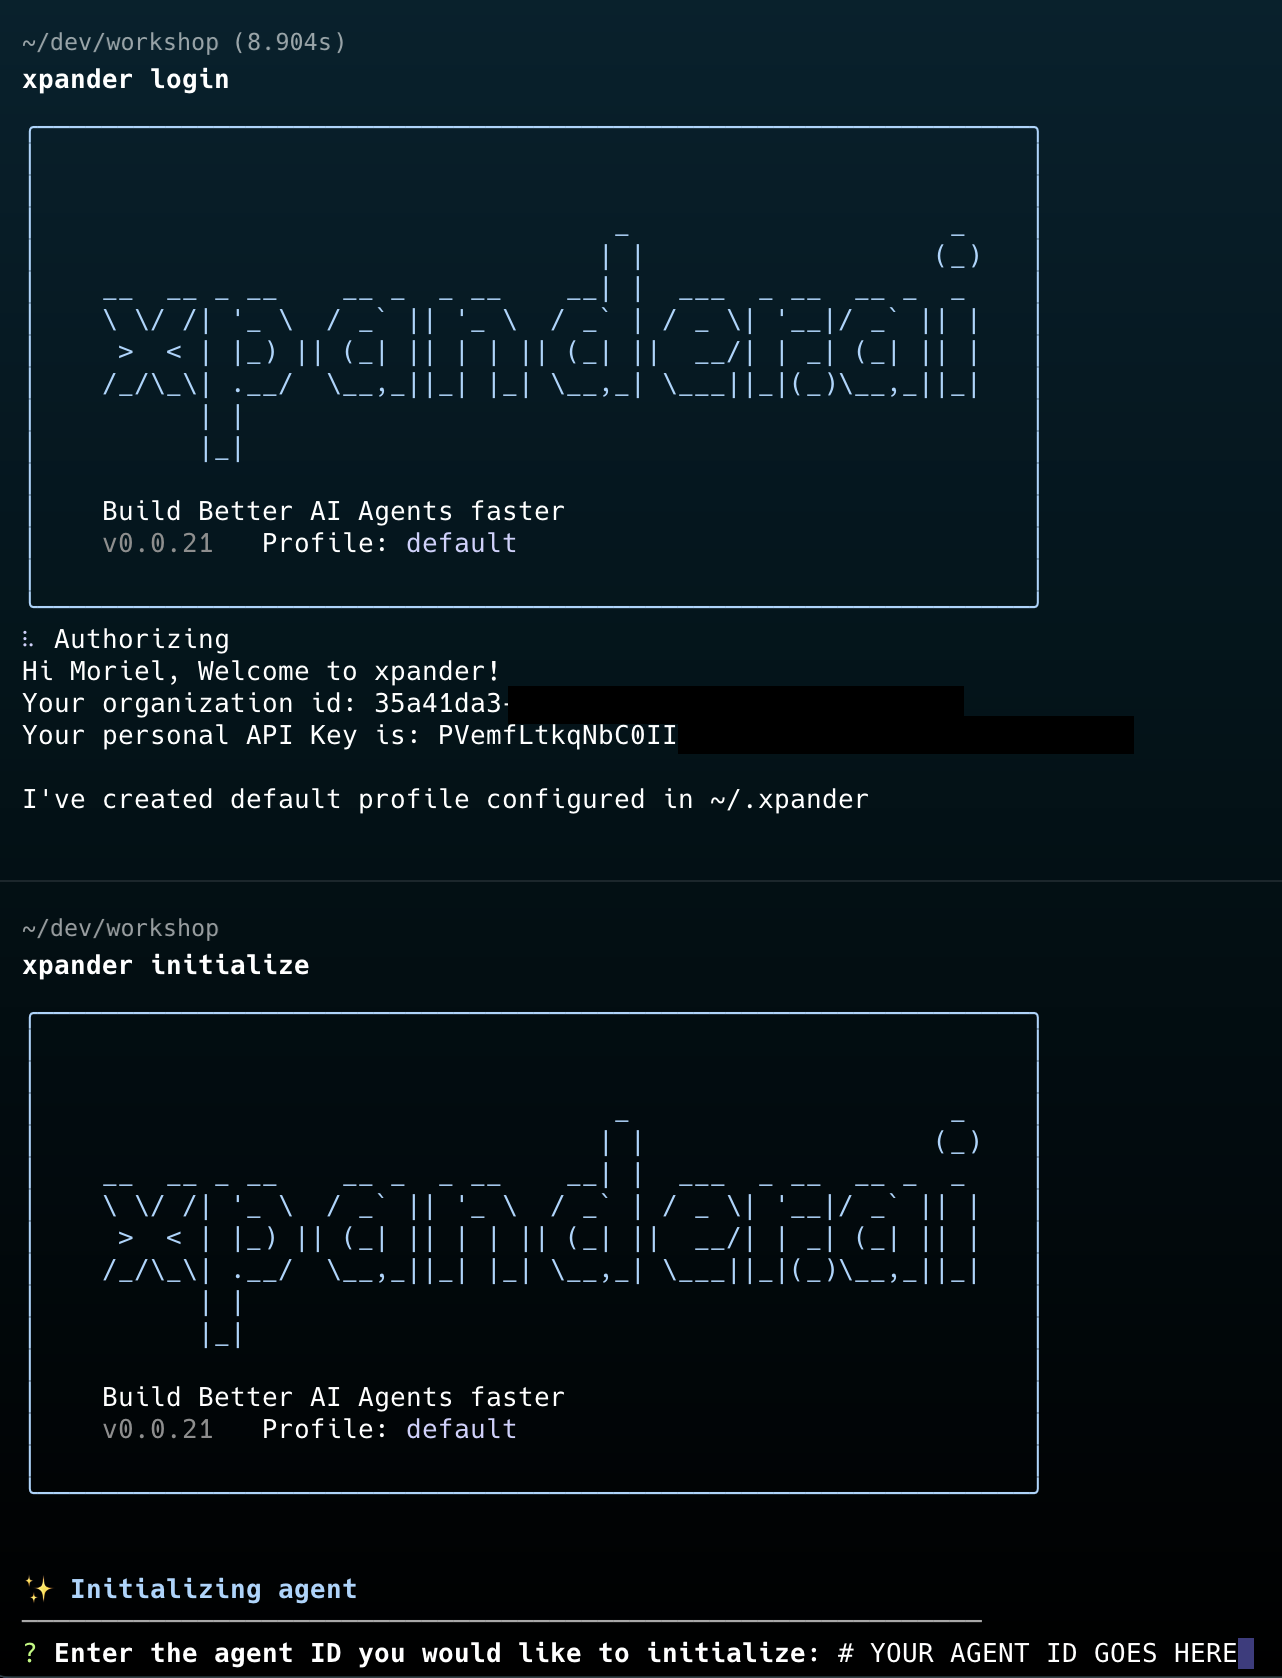 ~/dev/workshop (8.904s)
xpander login
xpander.ai
Build Better AI Agents faster
v0.0.21   Profile: default
⠧ Authorizing
Hi Moriel, Welcome to xpander!
Your organization id: 35a41da3-
Your personal API Key is: PVemfLtkqNbC0II
I've created default profile configured in ~/.xpander
~/dev/workshop
xpander initialize
xpander.ai
Build Better AI Agents faster
v0.0.21   Profile: default
✨ Initializing agent
? Enter the agent ID you would like to initialize: # YOUR AGENT ID GOES HERE